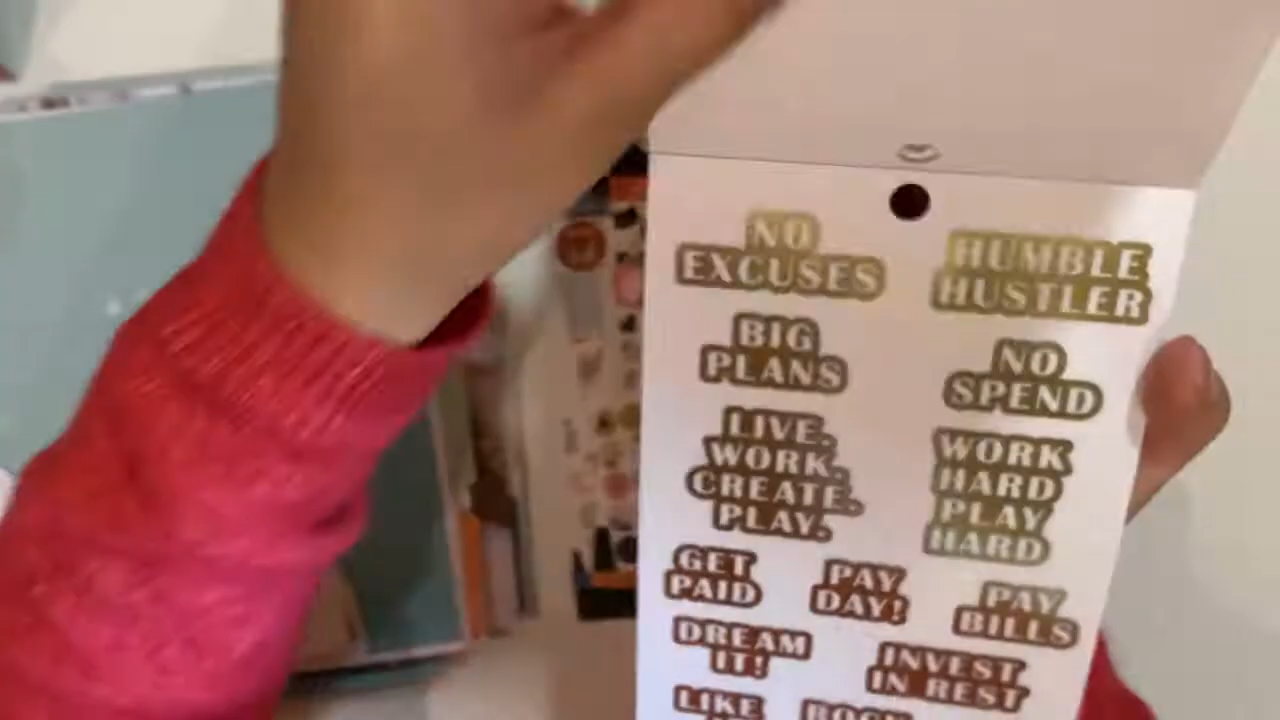 NO
EXCUSES
HUMBLE
HUSTLER
BIG
PLANS
NO
SPEND
LIVE.
WORK.
CREATE.
PLAY.
WORK
HARD
PLAY
HARD
GET
PAID
PAY
DAY!
PAY
BILLS
DREAM
IT!
INVEST
IN REST
LIKE